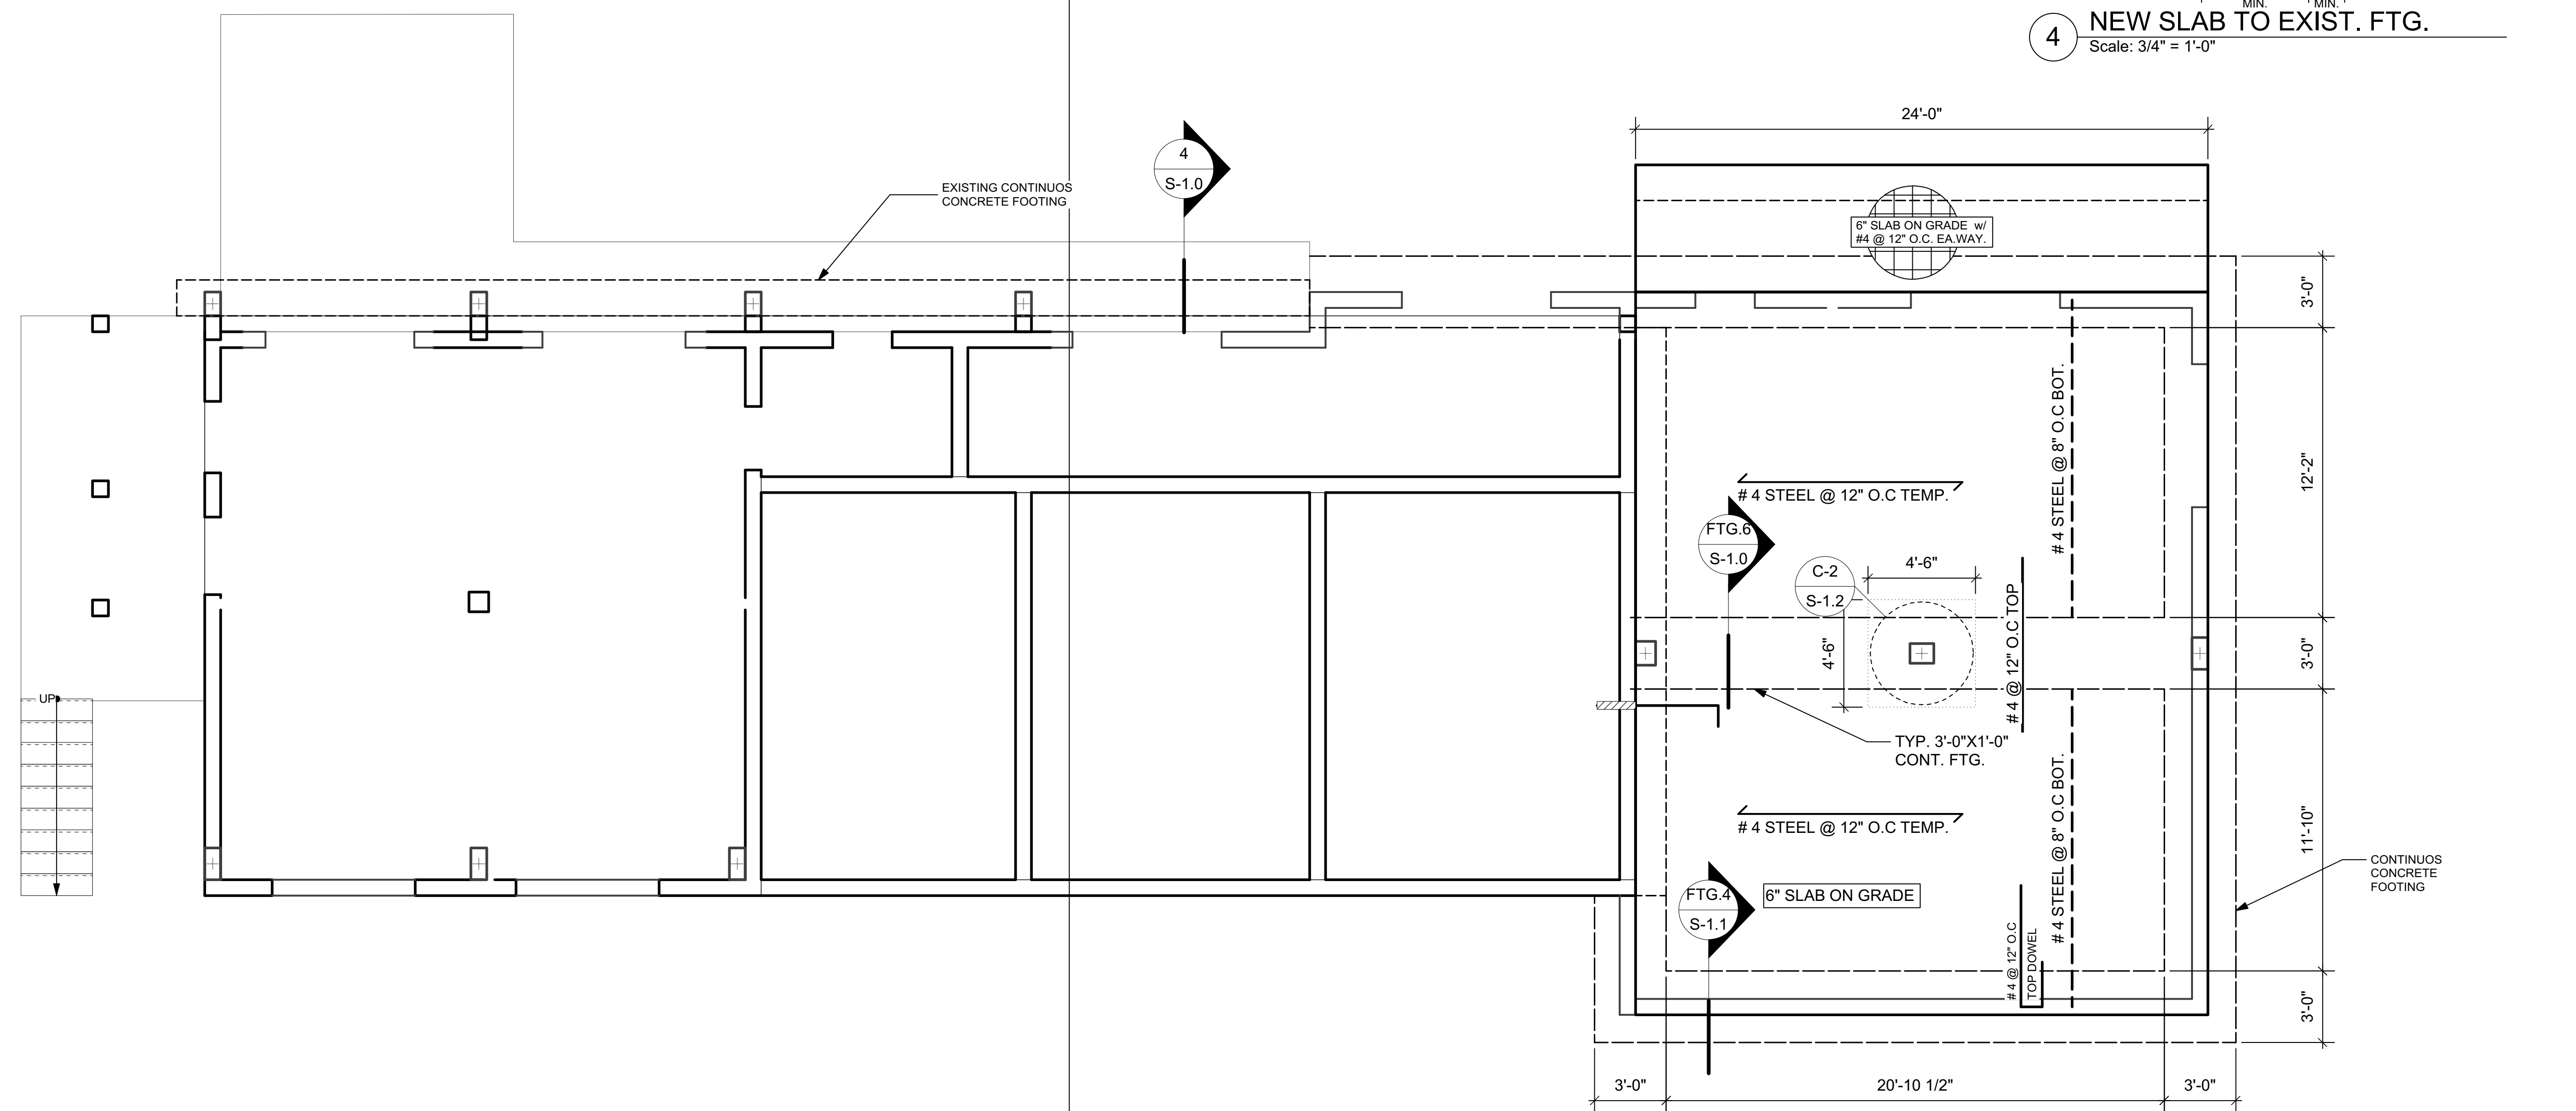 MIN.
MIN.
4
NEW SLAB TO EXIST. FTG.
Scale: 3/4" = 1'-0"
24'-0"
4
S-1.0
EXISTING CONTINUOS
CONCRETE FOOTING
6" SLAB ON GRADE w/
#4 @ 12" O.C. EA.WAY.
3'-0"
12'-2"
3'-0"
11'-10"
3'-0"
# 4 STEEL @ 8" O.C BOT.
# 4 STEEL @ 12" O.C TEMP.
FTG.6
S-1.0
C-2
S-1.2
4'-6"
4'-6"
# 4 @ 12" O.C TOP
UP
TYP. 3'-0"X1'-0"
CONT. FTG.
# 4 STEEL @ 12" O.C TEMP.
# 4 STEEL @ 8" O.C BOT.
CONTINUOS
CONCRETE
FOOTING
FTG.4
S-1.1
6" SLAB ON GRADE
# 4 @ 12" O.C
TOP DOWEL
3'-0"
20'-10 1/2"
3'-0"